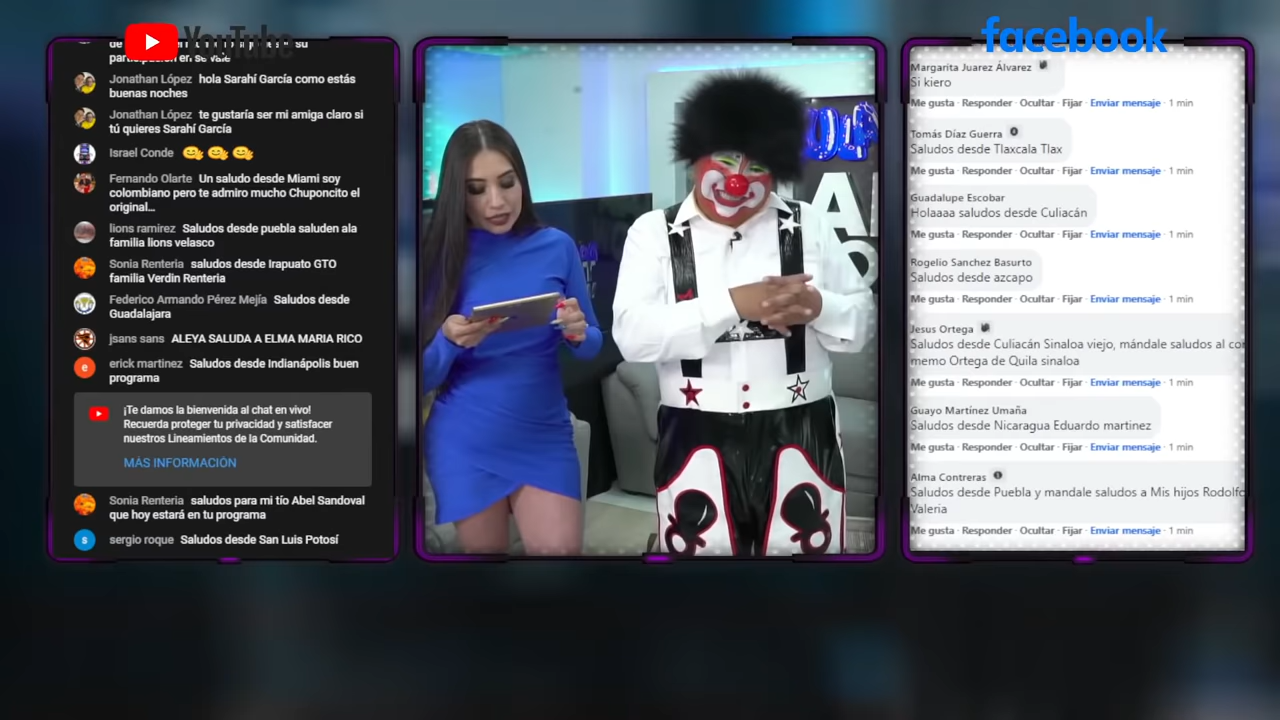 YouTube
Jonathan López hola Sarahí García como estás
buenas noches
Jonathan López te gustaría ser mi amiga claro si
tú quieres Sarahí García
Israel Conde
Fernando Olarte Un saludo desde Miami soy
colombiano pero te admiro mucho Chuponcito el
original...
lions ramirez Saludos desde puebla saluden ala
familia lions velasco
Sonia Renteria saludos desde Irapuato GTO
familia Verdin Renteria
Federico Armando Pérez Mejía Saludos desde
Guadalajara
jsans sans ALEYA SALUDA A ELMA MARIA RICO
e erick martinez Saludos desde Indianápolis buen
programa
¡Te damos la bienvenida al chat en vivo!
Recuerda proteger tu privacidad y satisfacer
nuestros Lineamientos de la Comunidad.
MÁS INFORMACIÓN
Sonia Renteria saludos para mi tío Abel Sandoval
que hoy estará en tu programa
s sergio roque Saludos desde San Luis Potosí
facebook
Margarita Juarez Álvarez
Si kiero
Me gusta · Responder · Ocultar · Fijar · Enviar mensaje · 1 min
Tomás Díaz Guerra
Saludos desde Tlaxcala Tlax
Me gusta · Responder · Ocultar · Fijar · Enviar mensaje · 1 min
Guadalupe Escobar
Holaaaa saludos desde Culiacán
Me gusta · Responder · Ocultar · Fijar · Enviar mensaje · 1 min
Rogelio Sanchez Basurto
Saludos desde azcapo
Me gusta · Responder · Ocultar · Fijar · Enviar mensaje · 1 min
Jesus Ortega
Saludos desde Culiacán Sinaloa viejo, mándale saludos al
memo Ortega de Quila sinaloa
Me gusta · Responder · Ocultar · Fijar · Enviar mensaje · 1 min
Guayo Martínez Umaña
Saludos desde Nicaragua Eduardo martinez
Me gusta · Responder · Ocultar · Fijar · Enviar mensaje · 1 min
Alma Contreras
Saludos desde Puebla y mandale saludos a Mis hijos Rodolfo
Valeria
Me gusta · Responder · Ocultar · Fijar · Enviar mensaje · 1 min